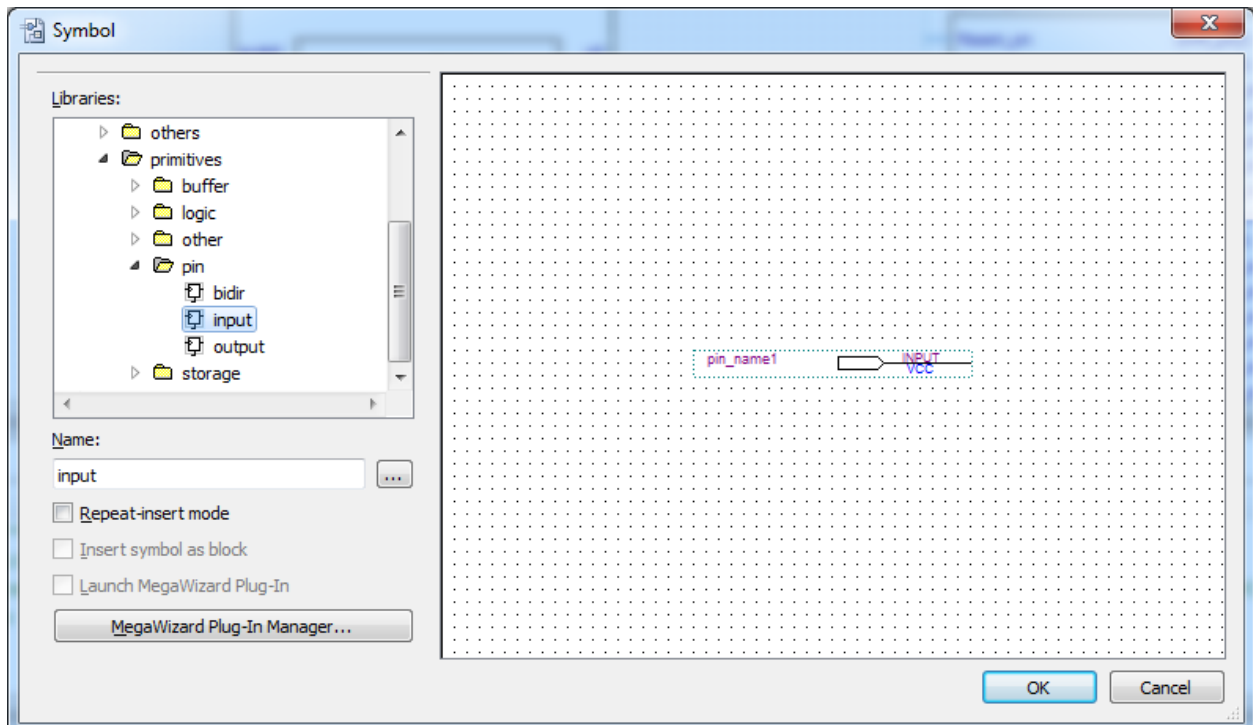 Symbol
Libraries:
others
primitives
buffer
logic
other
pin
bidir
input
output
storage
Name:
input
...
Repeat-insert mode
Insert symbol as block
Launch MegaWizard Plug-In
MegaWizard Plug-In Manager...
pin_name1
INPUT
VCC
OK
Cancel